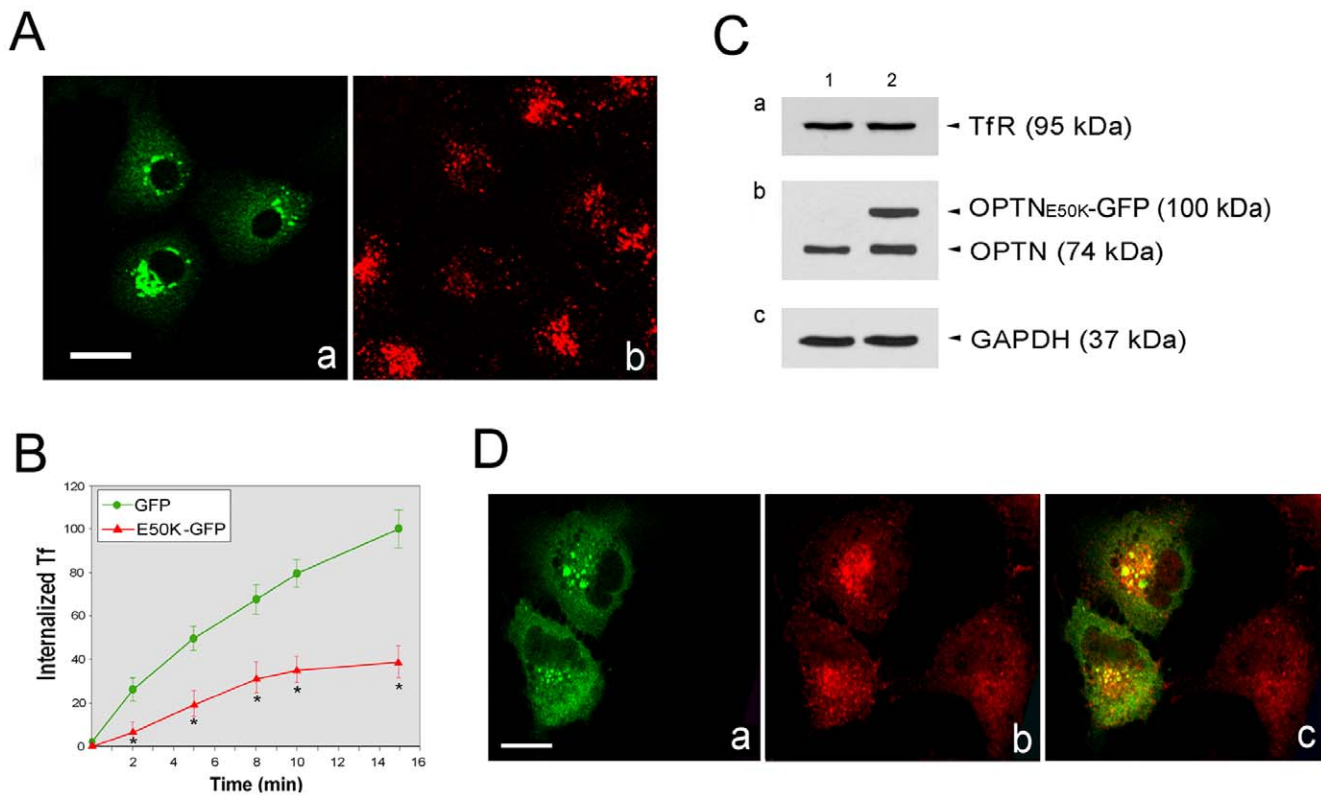 A
a
b
C
1
2
a
TfR (95 kDa)
b
OPTNE50K-GFP (100 kDa)
OPTN (74 kDa)
c
GAPDH (37 kDa)
B
120
100
80
60
40
20
0
GFP
E50K-GFP
*
*
*
*
*
2
4
6
8
10
12
14
16
Internalized Tf
Time (min)
D
a
b
c